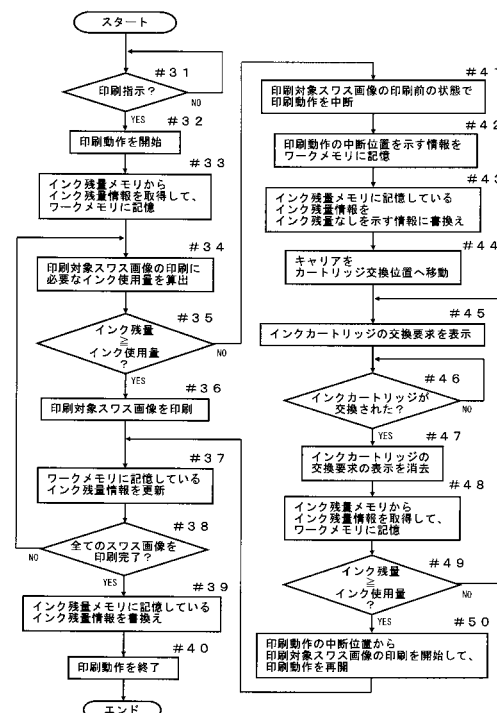 スタート
#31
印刷指示?
NO
YES
#32
印刷動作を開始
#33
インク残量メモリから
インク残量情報を取得して、
ワークメモリに記憶
#34
印刷対象スワス画像の印刷に
必要なインク使用量を算出
#35
インク残量
≧
インク使用量
?
NO
YES
#36
印刷対象スワス画像を印刷
#37
ワークメモリに記憶している
インク残量情報を更新
#38
全てのスワス画像を
印刷完了?
NO
YES
#39
インク残量メモリに記憶している
インク残量情報を書換え
#40
印刷動作を終了
エンド
#41
印刷対象スワス画像の印刷前の状態で
印刷動作を中断
#42
印刷動作の中断位置を示す情報を
ワークメモリに記憶
#43
インク残量メモリに記憶している
インク残量情報を
インク残量なしを示す情報に書換え
#44
キャリアを
カートリッジ交換位置へ移動
#45
インクカートリッジの交換要求を表示
#46
インクカートリッジが
交換された?
NO
YES
#47
インクカートリッジの
交換要求の表示を消去
#48
インク残量メモリから
インク残量情報を取得して、
ワークメモリに記憶
#49
インク残量
≧
インク使用量
?
NO
YES
#50
印刷動作の中断位置から
印刷対象スワス画像の印刷を開始して、
印刷動作を再開